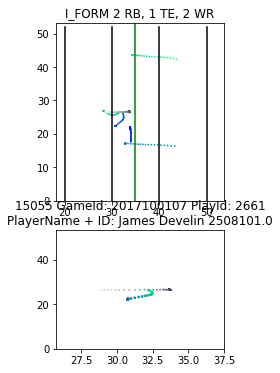 I_FORM 2 RB, 1 TE, 2 WR
50
40
30
20
10
0
20 30 40 50
15055 GameId: 2017100107 PlayId: 2661
PlayerName + ID: James Develin 2508101.0
40
20
0
27.5 30.0 32.5 35.0 37.5